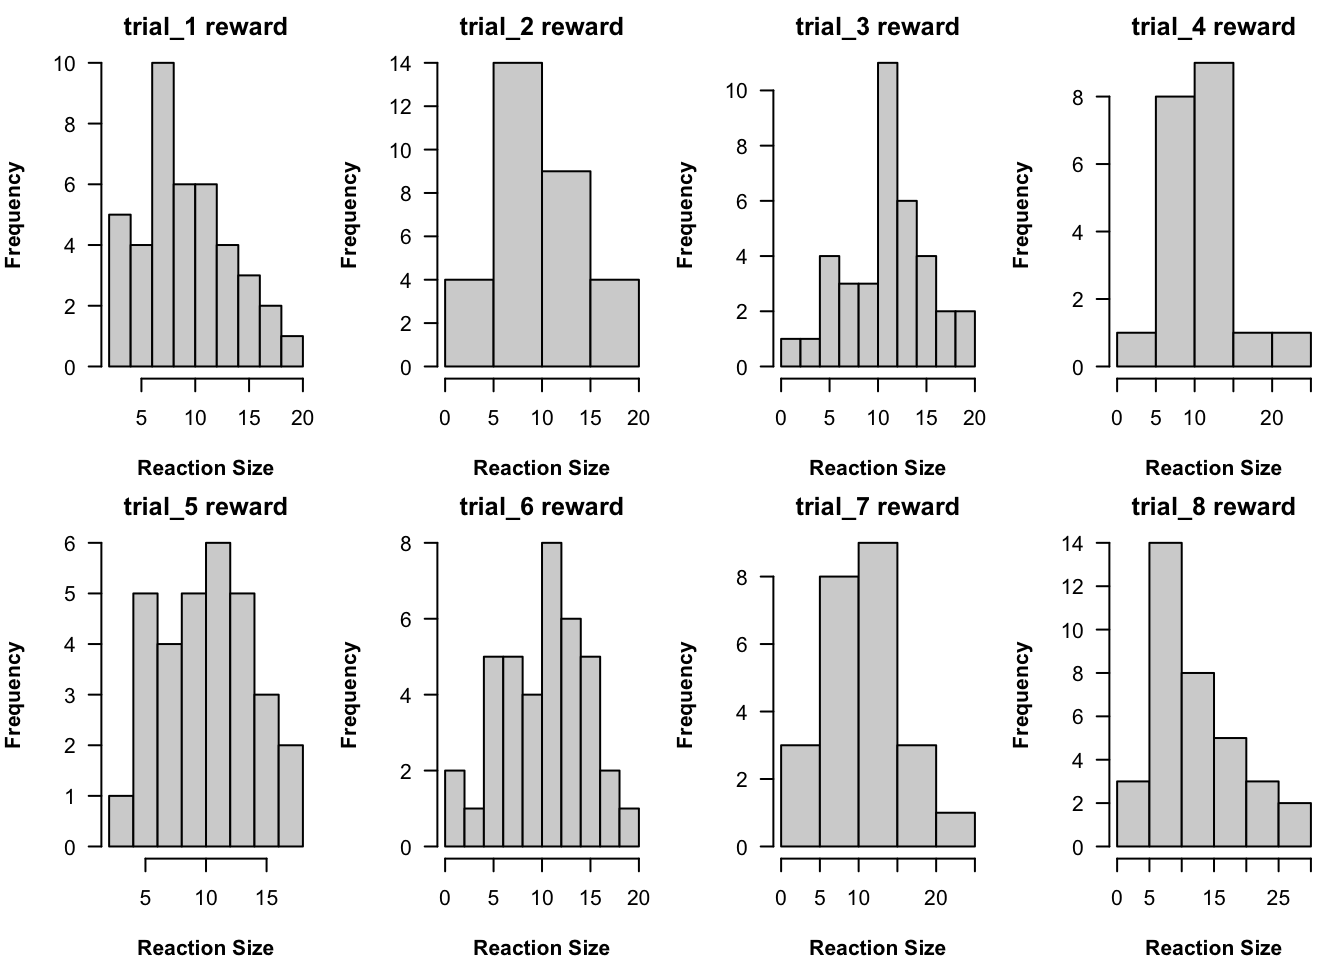 trial_1 reward
Frequency
10
8
6
4
2
0
5 10 15 20
Reaction Size
trial_2 reward
Frequency
14
12
10
8
6
4
2
0
0 5 10 15 20
Reaction Size
trial_3 reward
Frequency
10
8
6
4
2
0
0 5 10 15 20
Reaction Size
trial_4 reward
Frequency
8
6
4
2
0
0 5 10 20
Reaction Size
trial_5 reward
Frequency
6
5
4
3
2
1
0
5 10 15
Reaction Size
trial_6 reward
Frequency
8
6
4
2
0
0 5 10 15 20
Reaction Size
trial_7 reward
Frequency
8
6
4
2
0
0 5 10 20
Reaction Size
trial_8 reward
Frequency
14
12
10
8
6
4
2
0
0 5 15 25
Reaction Size